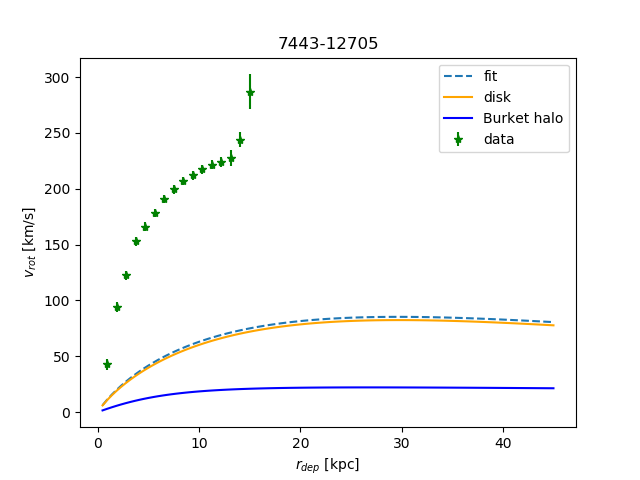 7443-12705
300
250
200
150
100
50
0
v_rot [km/s]
fit
disk
Burket halo
data
0 10 20 30 40
r_dep [kpc]